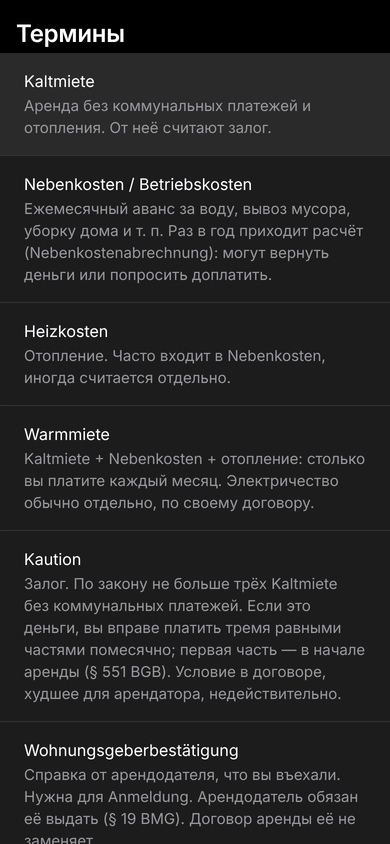 Термины
Kaltmiete
Аренда без коммунальных платежей и
отопления. От неё считают залог.
Nebenkosten / Betriebskosten
Ежемесячный аванс за воду, вывоз мусора,
уборку дома и т. п. Раз в год приходит расчёт
(Nebenkostenabrechnung): могут вернуть
деньги или попросить доплатить.
Heizkosten
Отопление. Часто входит в Nebenkosten,
иногда считается отдельно.
Warmmiete
Kaltmiete + Nebenkosten + отопление: столько
вы платите каждый месяц. Электричество
обычно отдельно, по своему договору.
Kaution
Залог. По закону не больше трёх Kaltmiete
без коммунальных платежей. Если это
деньги, вы вправе платить тремя равными
частями помесячно; первая часть — в начале
аренды (§ 551 BGB). Условие в договоре,
худшее для арендатора, недействительно.
Wohnungsgeberbestätigung
Справка от арендодателя, что вы въехали.
Нужна для Anmeldung. Арендодатель обязан
её выдать (§ 19 BMG). Договор аренды её не
заменяет